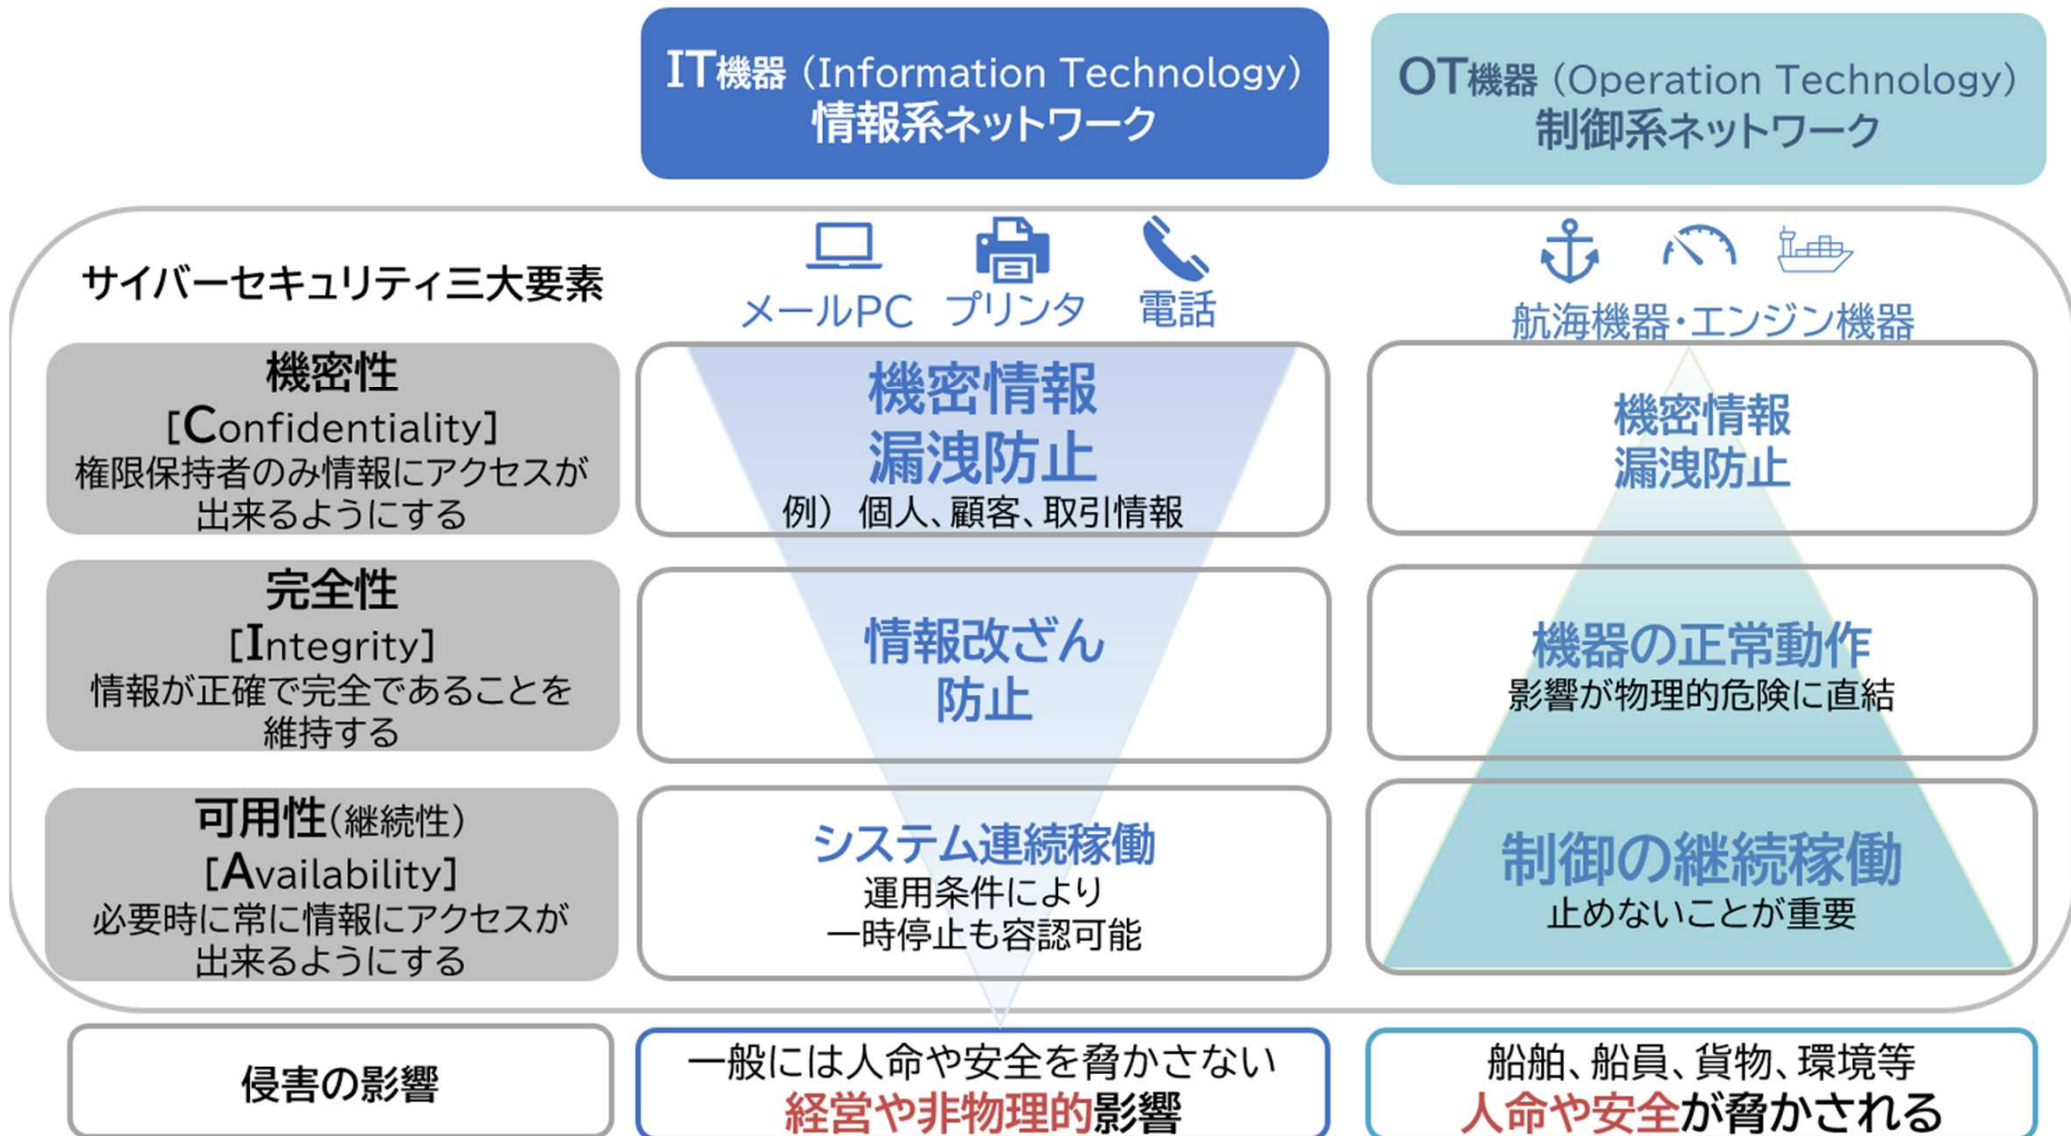 IT機器（Information Technology）
情報系ネットワーク
OT機器（Operation Technology）
制御系ネットワーク
サイバーセキュリティ三大要素
メールPC
プリンタ
電話
航海機器・エンジン機器
機密性
[Confidentiality]
権限保持者のみ情報にアクセスが
出来るようにする
機密情報
漏洩防止
例） 個人、顧客、取引情報
機密情報
漏洩防止
完全性
[Integrity]
情報が正確で完全であることを
維持する
情報改ざん
防止
機器の正常動作
影響が物理的危険に直結
可用性（継続性）
[Availability]
必要時に常に情報にアクセスが
出来るようにする
システム連続稼働
運用条件により
一時停止も容認可能
制御の継続稼働
止めないことが重要
侵害の影響
一般には人命や安全を脅かさない
経営や非物理的影響
船舶、船員、貨物、環境等
人命や安全が脅かされる